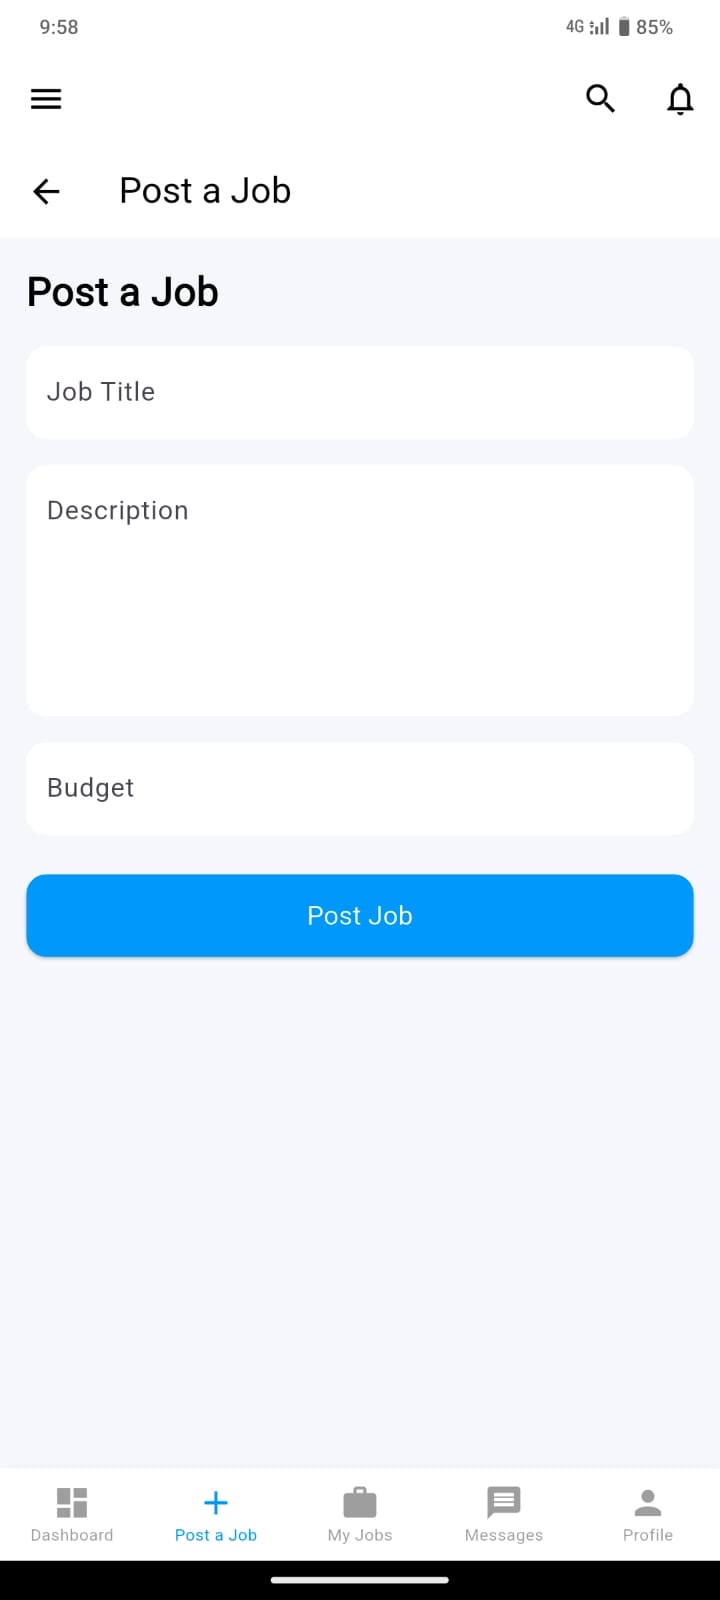 9:58
4G 85%
Post a Job
Post a Job
Job Title
Description
Budget
Post Job
Dashboard
Post a Job
My Jobs
Messages
Profile